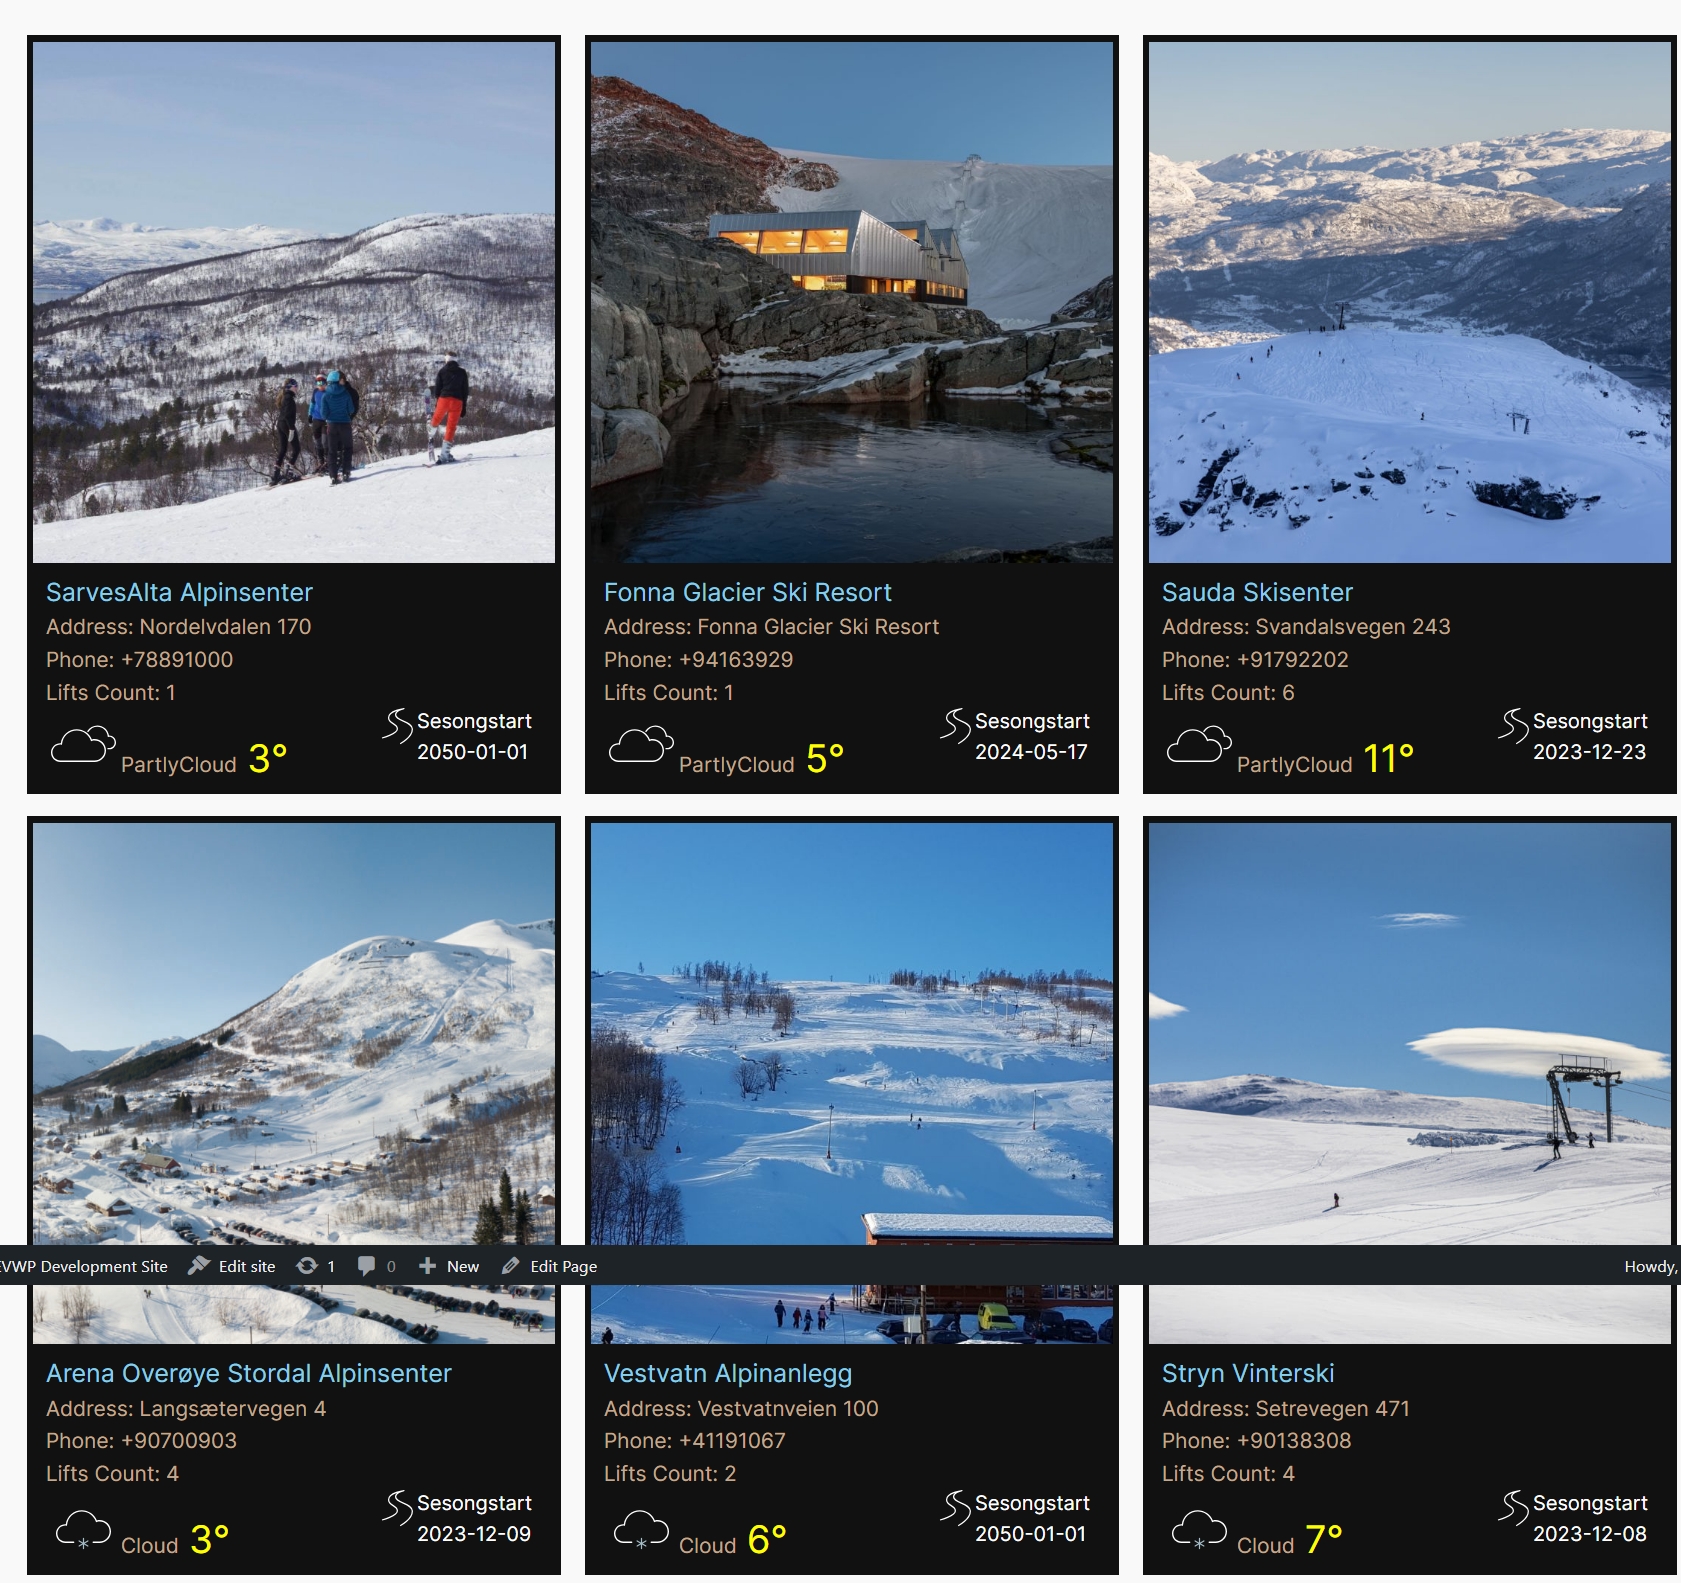 SarvesAlta Alpinsenter
Address: Nordelvdalen 170
Phone: +78891000
Lifts Count: 1
PartlyCloud 3°
Sesongstart
2050-01-01
Fonna Glacier Ski Resort
Address: Fonna Glacier Ski Resort
Phone: +94163929
Lifts Count: 1
PartlyCloud 5°
Sesongstart
2024-05-17
Sauda Skisenter
Address: Svandalsvegen 243
Phone: +91792202
Lifts Count: 6
PartlyCloud 11°
Sesongstart
2023-12-23
VWP Development Site Edit site 1 0 New Edit Page Howdy,
Arena Overøye Stordal Alpinsenter
Address: Langsætervegen 4
Phone: +90700903
Lifts Count: 4
Cloud 3°
Sesongstart
2023-12-09
Vestvatn Alpinanlegg
Address: Vestvatnveien 100
Phone: +41191067
Lifts Count: 2
Cloud 6°
Sesongstart
2050-01-01
Stryn Vinterski
Address: Setrevegen 471
Phone: +90138308
Lifts Count: 4
Cloud 7°
Sesongstart
2023-12-08